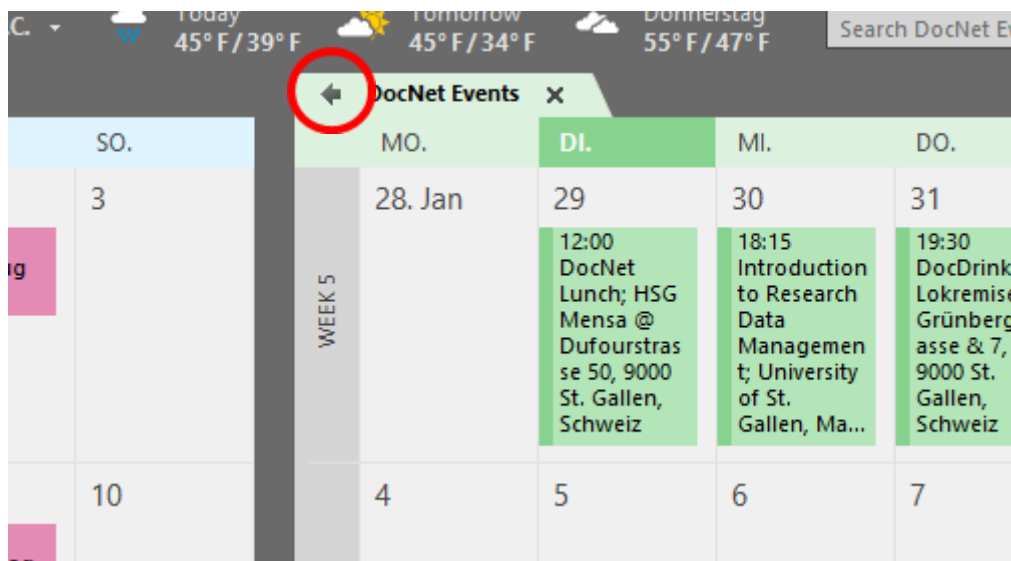 .C.
Today
45° F / 39° F
Tomorrow
45° F / 34° F
Donnerstag
55° F / 47° F
Search DocNet Ev
DocNet Events
SO.
MO.
DI.
MI.
DO.
3
28. Jan
29
30
31
WEEK 5
ug
12:00
DocNet
Lunch; HSG
Mensa @
Dufourstras
se 50, 9000
St. Gallen,
Schweiz
18:15
Introduction
to Research
Data
Managemen
t; University
of St.
Gallen, Ma...
19:30
DocDrink
Lokremise
Grünberg
asse & 7,
9000 St.
Gallen,
Schweiz
10
4
5
6
7